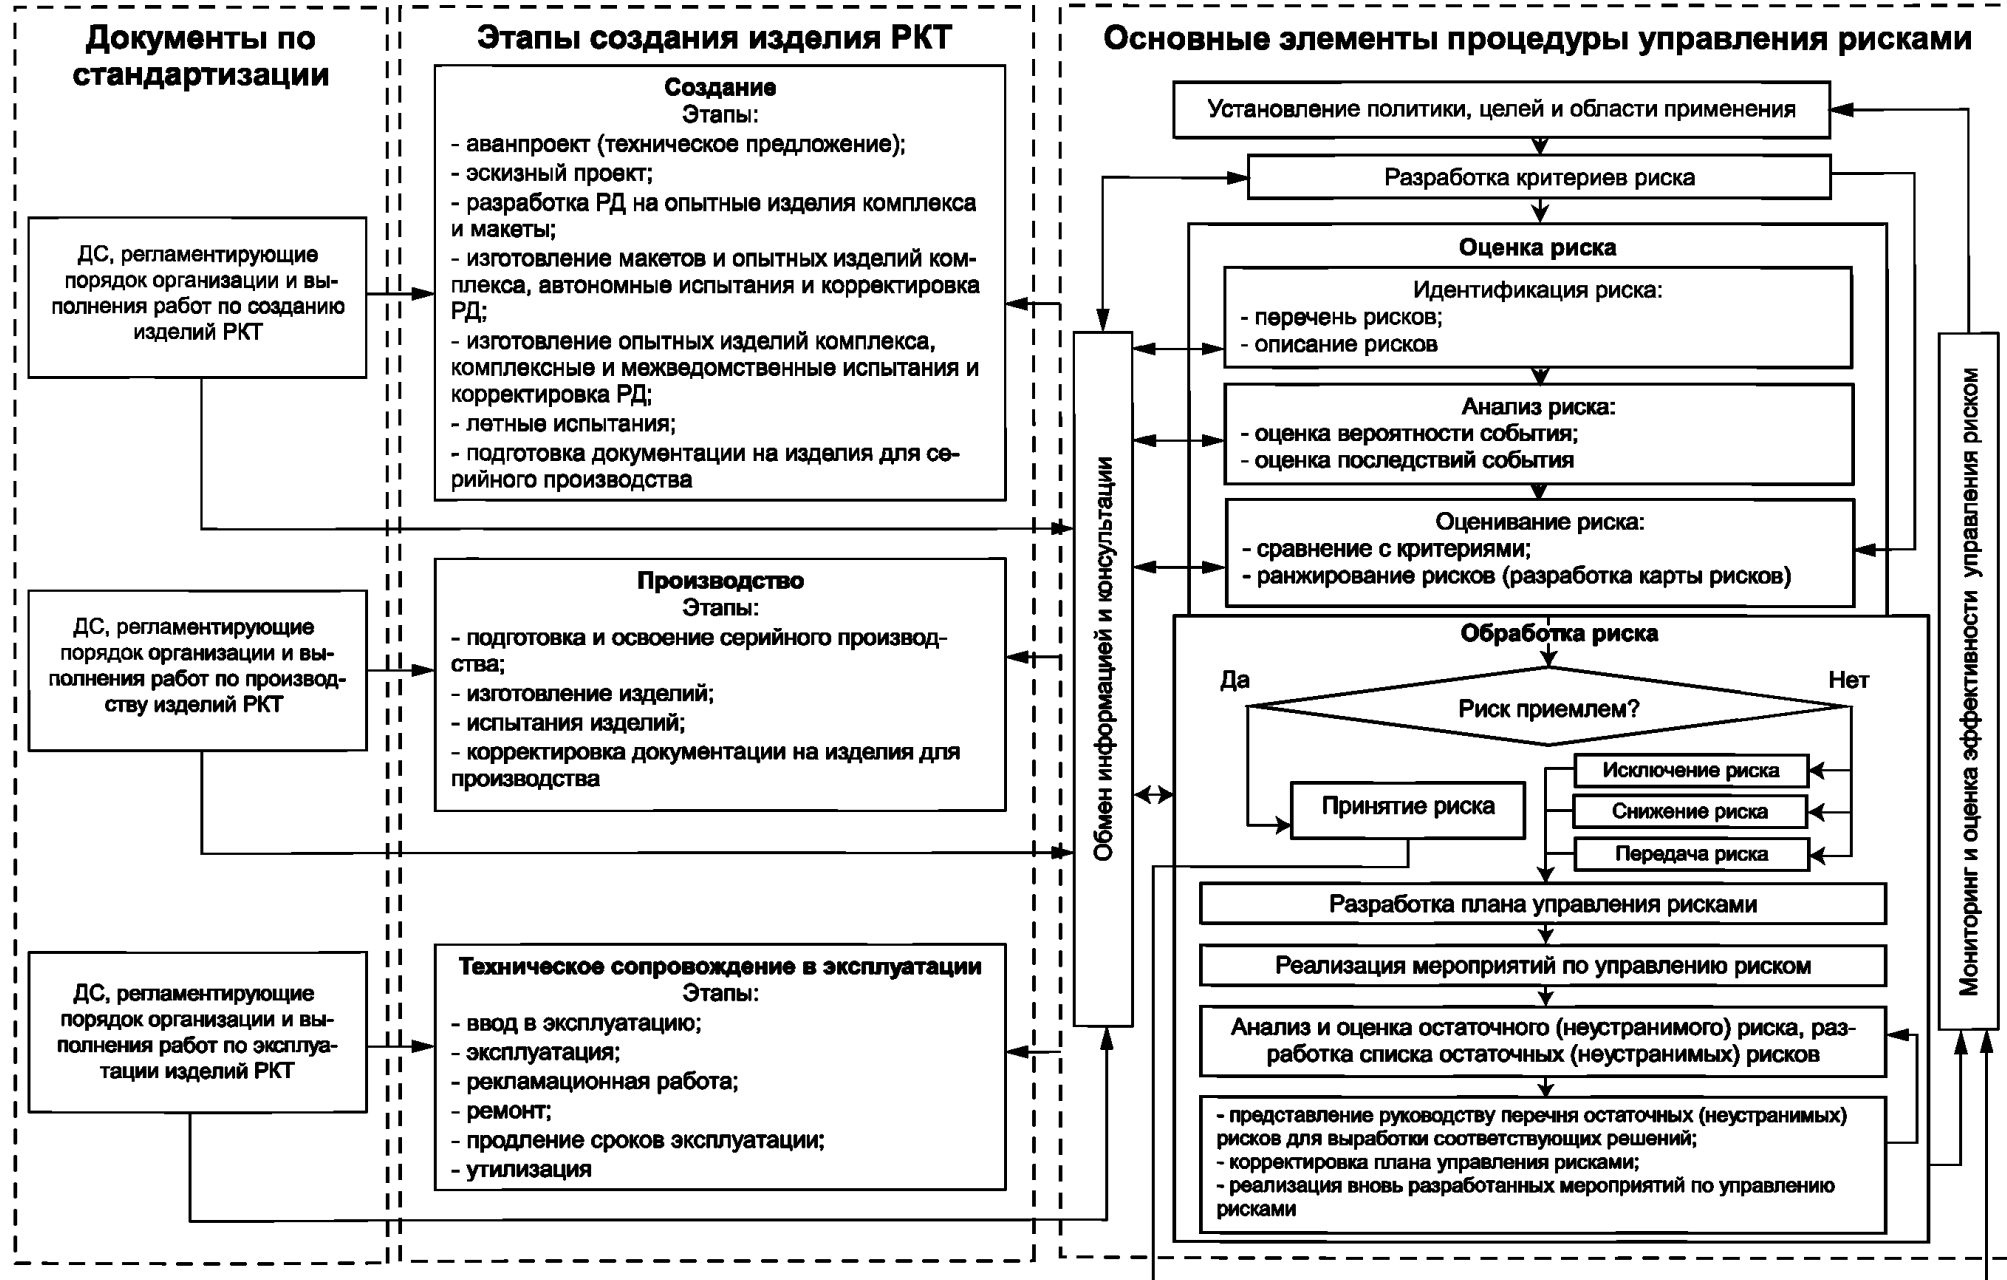 Документы по
стандартизации
ДС, регламентирующие
порядок организации и вы-
полнения работ по созданию
изделий РКТ
ДС, регламентирующие
порядок организации и вы-
полнения работ по производ-
ству изделий РКТ
ДС, регламентирующие
порядок организации и вы-
полнения работ по эксплуа-
тации изделий РКТ
Этапы создания изделия РКТ
Создание
Этапы:
- аванпроект (техническое предложение);
- эскизный проект;
- разработка РД на опытные изделия комплекса
и макеты;
- изготовление макетов и опытных изделий ком-
плекса, автономные испытания и корректировка
РД;
- изготовление опытных изделий комплекса,
комплексные и межведомственные испытания и
корректировка РД;
- летные испытания;
- подготовка документации на изделия для се-
рийного производства
Производство
Этапы:
- подготовка и освоение серийного производ-
ства;
- изготовление изделий;
- испытания изделий;
- корректировка документации на изделия для
производства
Техническое сопровождение в эксплуатации
Этапы:
- ввод в эксплуатацию;
- эксплуатация;
- рекламационная работа;
- ремонт;
- продление сроков эксплуатации;
- утилизация
Основные элементы процедуры управления рисками
Установление политики, целей и области применения
Разработка критериев риска
Оценка риска
Идентификация риска:
- перечень рисков;
- описание рисков
Анализ риска:
- оценка вероятности события;
- оценка последствий события
Оценивание риска:
- сравнение с критериями;
- ранжирование рисков (разработка карты рисков)
Обработка риска
Да
Нет
Риск приемлем?
Исключение риска
Принятие риска
Снижение риска
Передача риска
Разработка плана управления рисками
Реализация мероприятий по управлению риском
Анализ и оценка остаточного (неустранимого) риска, раз-
работка списка остаточных (неустранимых) рисков
- представление руководству перечня остаточных (неустранимых)
рисков для выработки соответствующих решений;
- корректировка плана управления рисками;
- реализация вновь разработанных мероприятий по управлению
рисками
Обмен информацией и консультации
Мониторинг и оценка эффективности управления риском